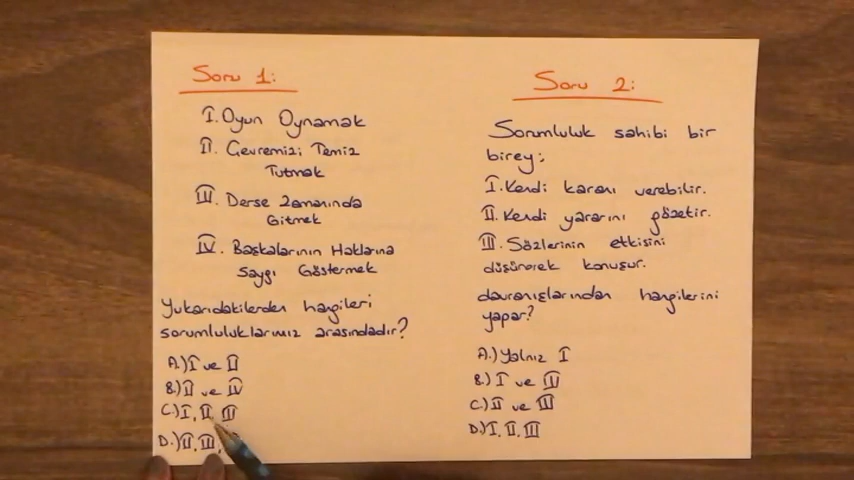 Soru 1:
I. Oyun Oynamak
II. Çevremizi Temiz
Tutmak
III. Derse Zamanında
Gitmek
IV. Başkalarının Haklarına
Saygı Göstermek
Yukarıdakilerden hangileri
sorumluluklarımız arasındadır?
A.) I ve II
B.) II ve IV
C.) I, II, III
D.) II, III,
Soru 2:
Sorumluluk sahibi bir
birey;
I. Kendi kararı verebilir.
II. Kendi yararını gözetir.
III. Sözlerinin etkisini
düşünerek konuşur.
davranışlarından hangilerini
yapar?
A.) Yalnız I
B.) I ve III
C.) II ve III
D.) I, II, III